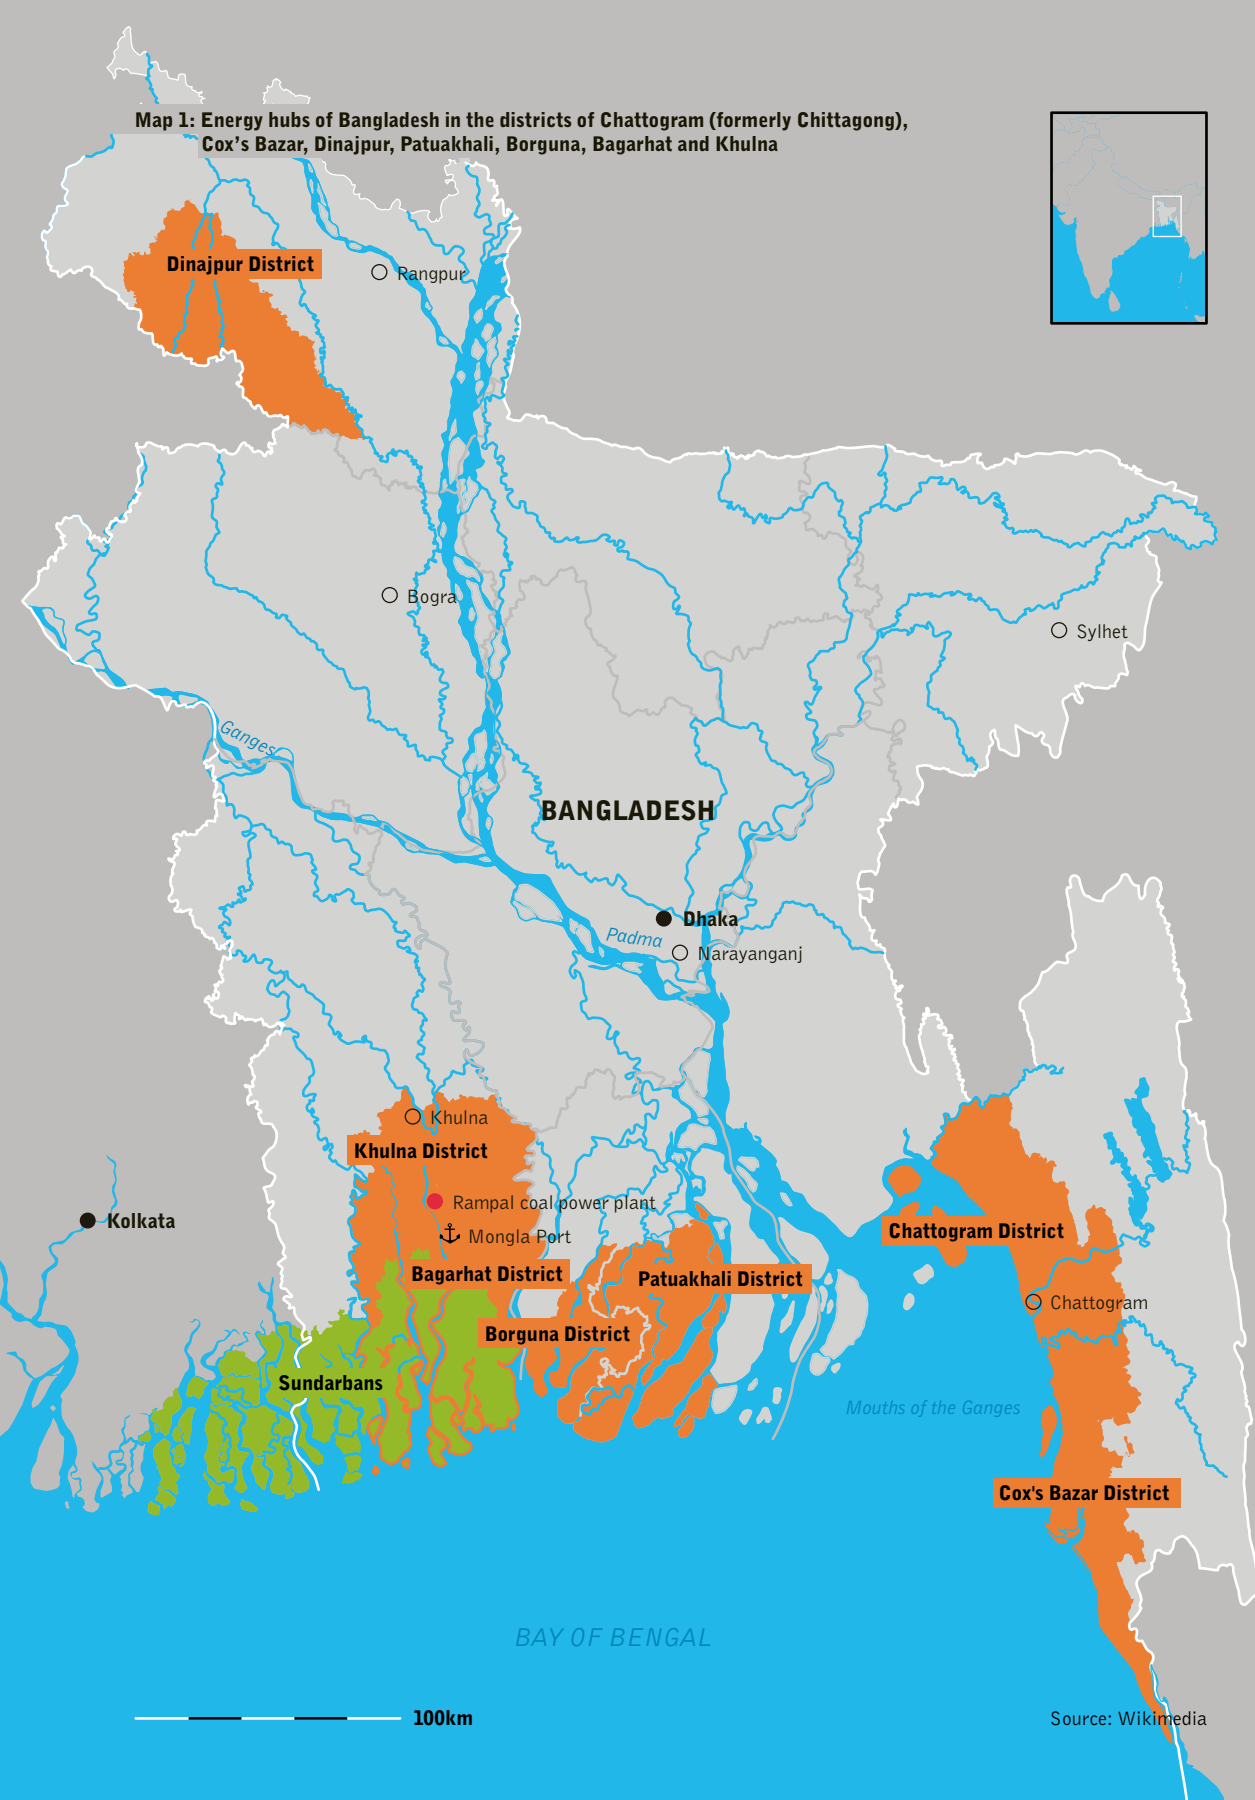 Map 1: Energy hubs of Bangladesh in the districts of Chattogram (formerly Chittagong),
Cox’s Bazar, Dinajpur, Patuakhali, Borguna, Bagarhat and Khulna
Dinajpur District
Rangpur
Bogra
Sylhet
Ganges
BANGLADESH
Dhaka
Padma
Narayanganj
Khulna
Khulna District
Rampal coal power plant
Kolkata
Mongla Port
Chattogram District
Bagarhat District
Patuakhali District
Chattogram
Borguna District
Sundarbans
Mouths of the Ganges
Cox's Bazar District
BAY OF BENGAL
100km
Source: Wikimedia